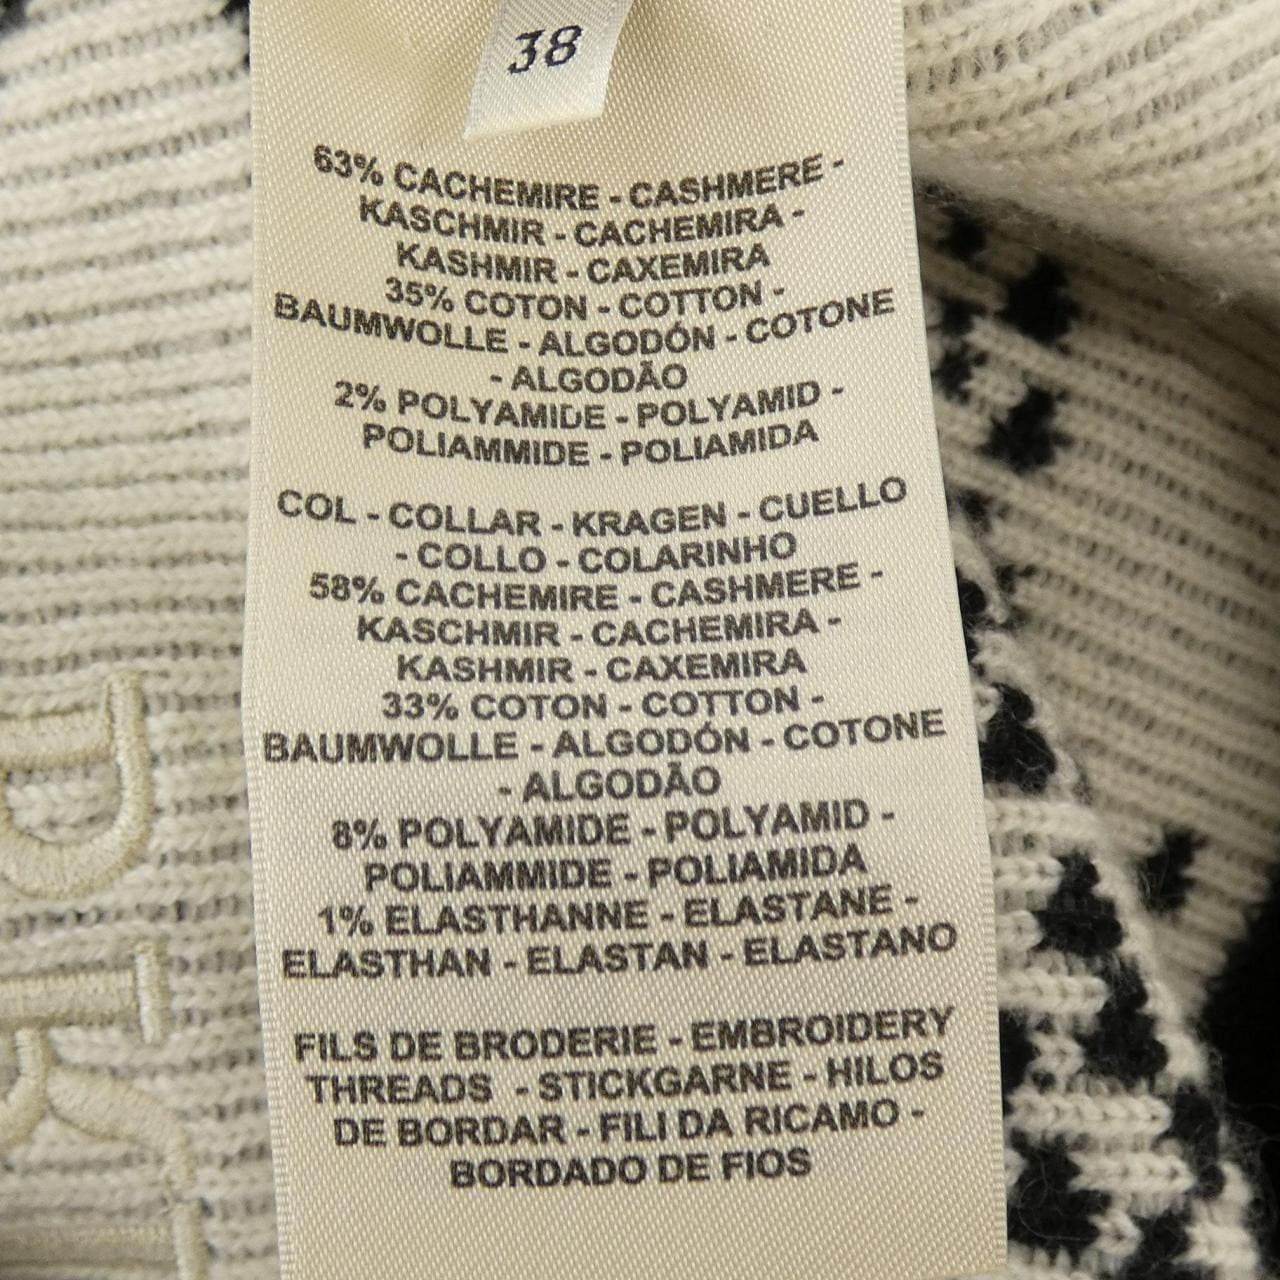 38
63% CACHEMIRE - CASHMERE -
KASCHMIR - CACHEMIRA -
KASHMIR - CAXEMIRA
35% COTON - COTTON -
BAUMWOLLE - ALGODÓN - COTONE
- ALGODÃO
2% POLYAMIDE - POLYAMID -
POLIAMMIDE - POLIAMIDA
COL - COLLAR - KRAGEN - CUELLO
- COLLO - COLARINHO
58% CACHEMIRE - CASHMERE -
KASCHMIR - CACHEMIRA -
KASHMIR - CAXEMIRA
33% COTON - COTTON -
BAUMWOLLE - ALGODÓN - COTONE
- ALGODÃO
8% POLYAMIDE - POLYAMID -
POLIAMMIDE - POLIAMIDA
1% ELASTHANNE - ELASTANE -
ELASTHAN - ELASTAN - ELASTANO
FILS DE BRODERIE - EMBROIDERY
THREADS - STICKGARNE - HILOS
DE BORDAR - FILI DA RICAMO -
BORDADO DE FIOS